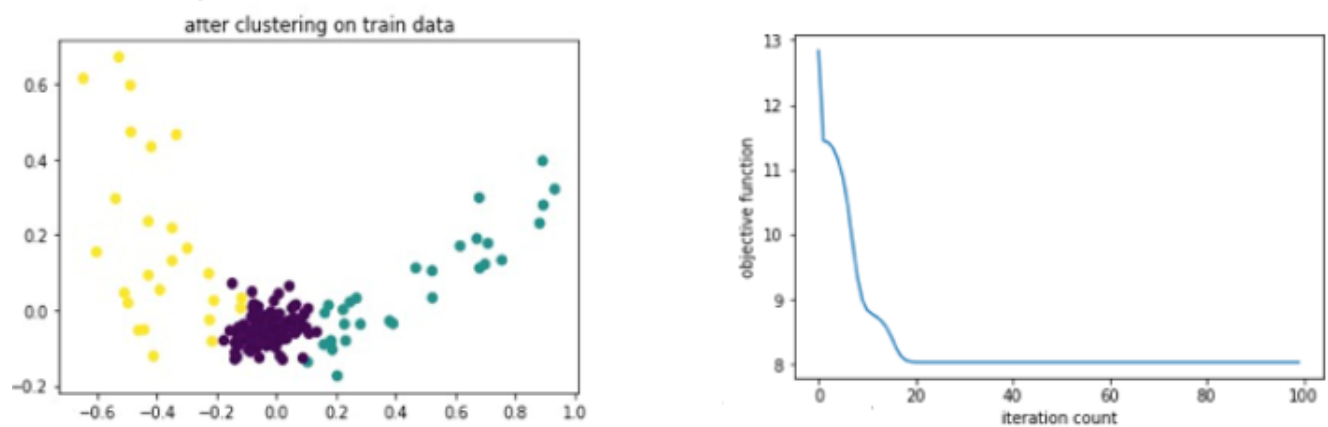 after clustering on train data
0.6
0.4
0.2
0.0
−0.2
−0.6 −0.4 −0.2 0.0 0.2 0.4 0.6 0.8 1.0
13
12
11
10
9
8
objective function
0 20 40 60 80 100
iteration count